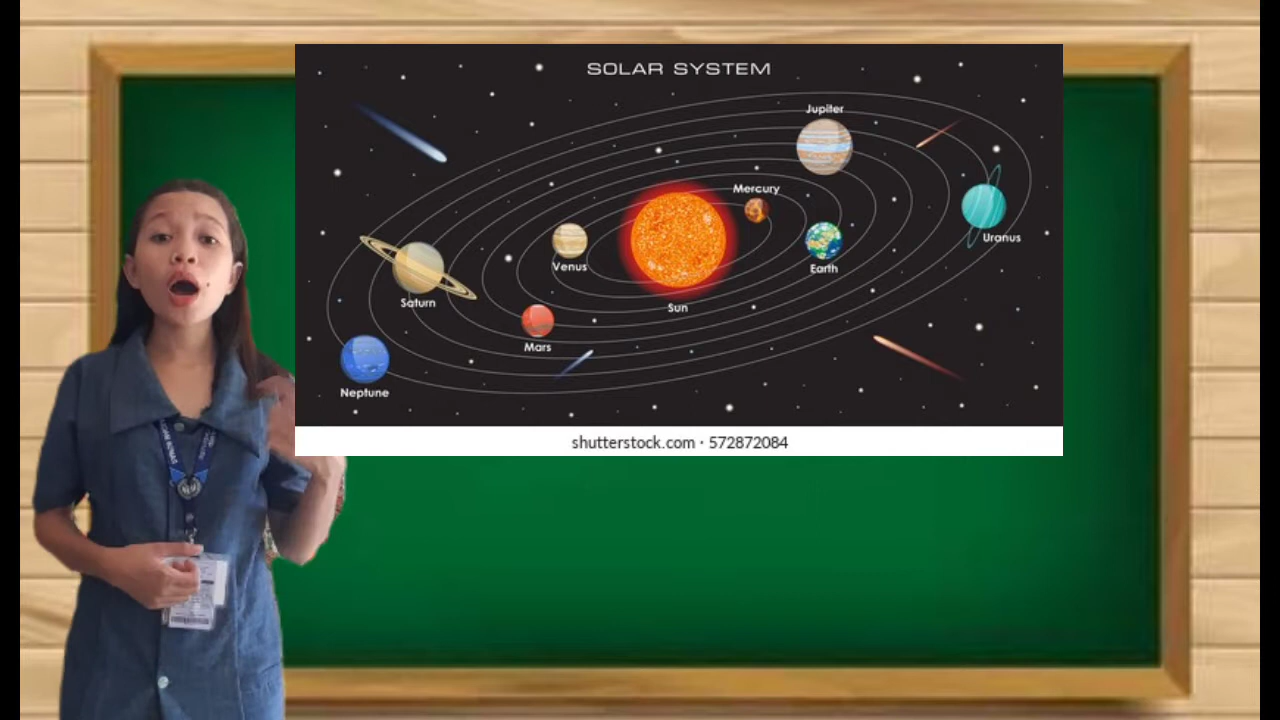 SOLAR SYSTEM
Jupiter
Mercury
Uranus
Venus
Earth
Saturn
Sun
Mars
Neptune
shutterstock.com · 572872084